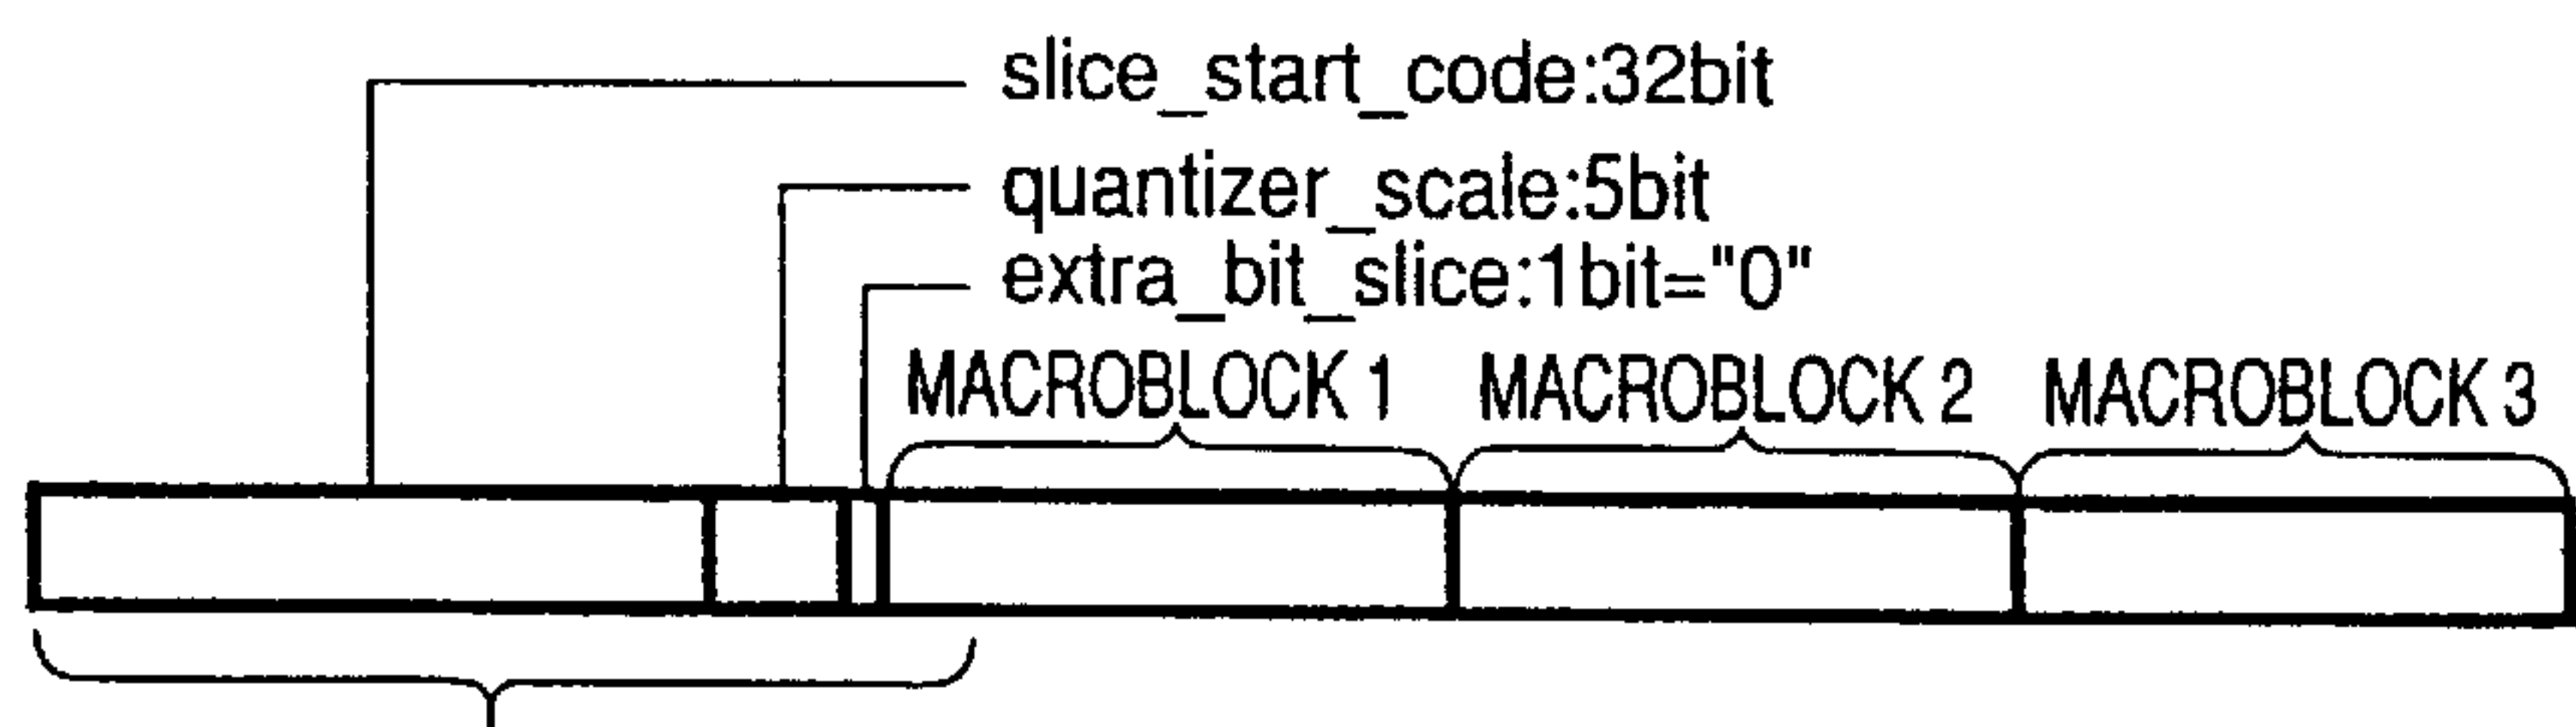 slice_start_code:32bit
quantizer_scale:5bit
extra_bit_slice:1bit="0"
MACROBLOCK 1 MACROBLOCK 2 MACROBLOCK 3